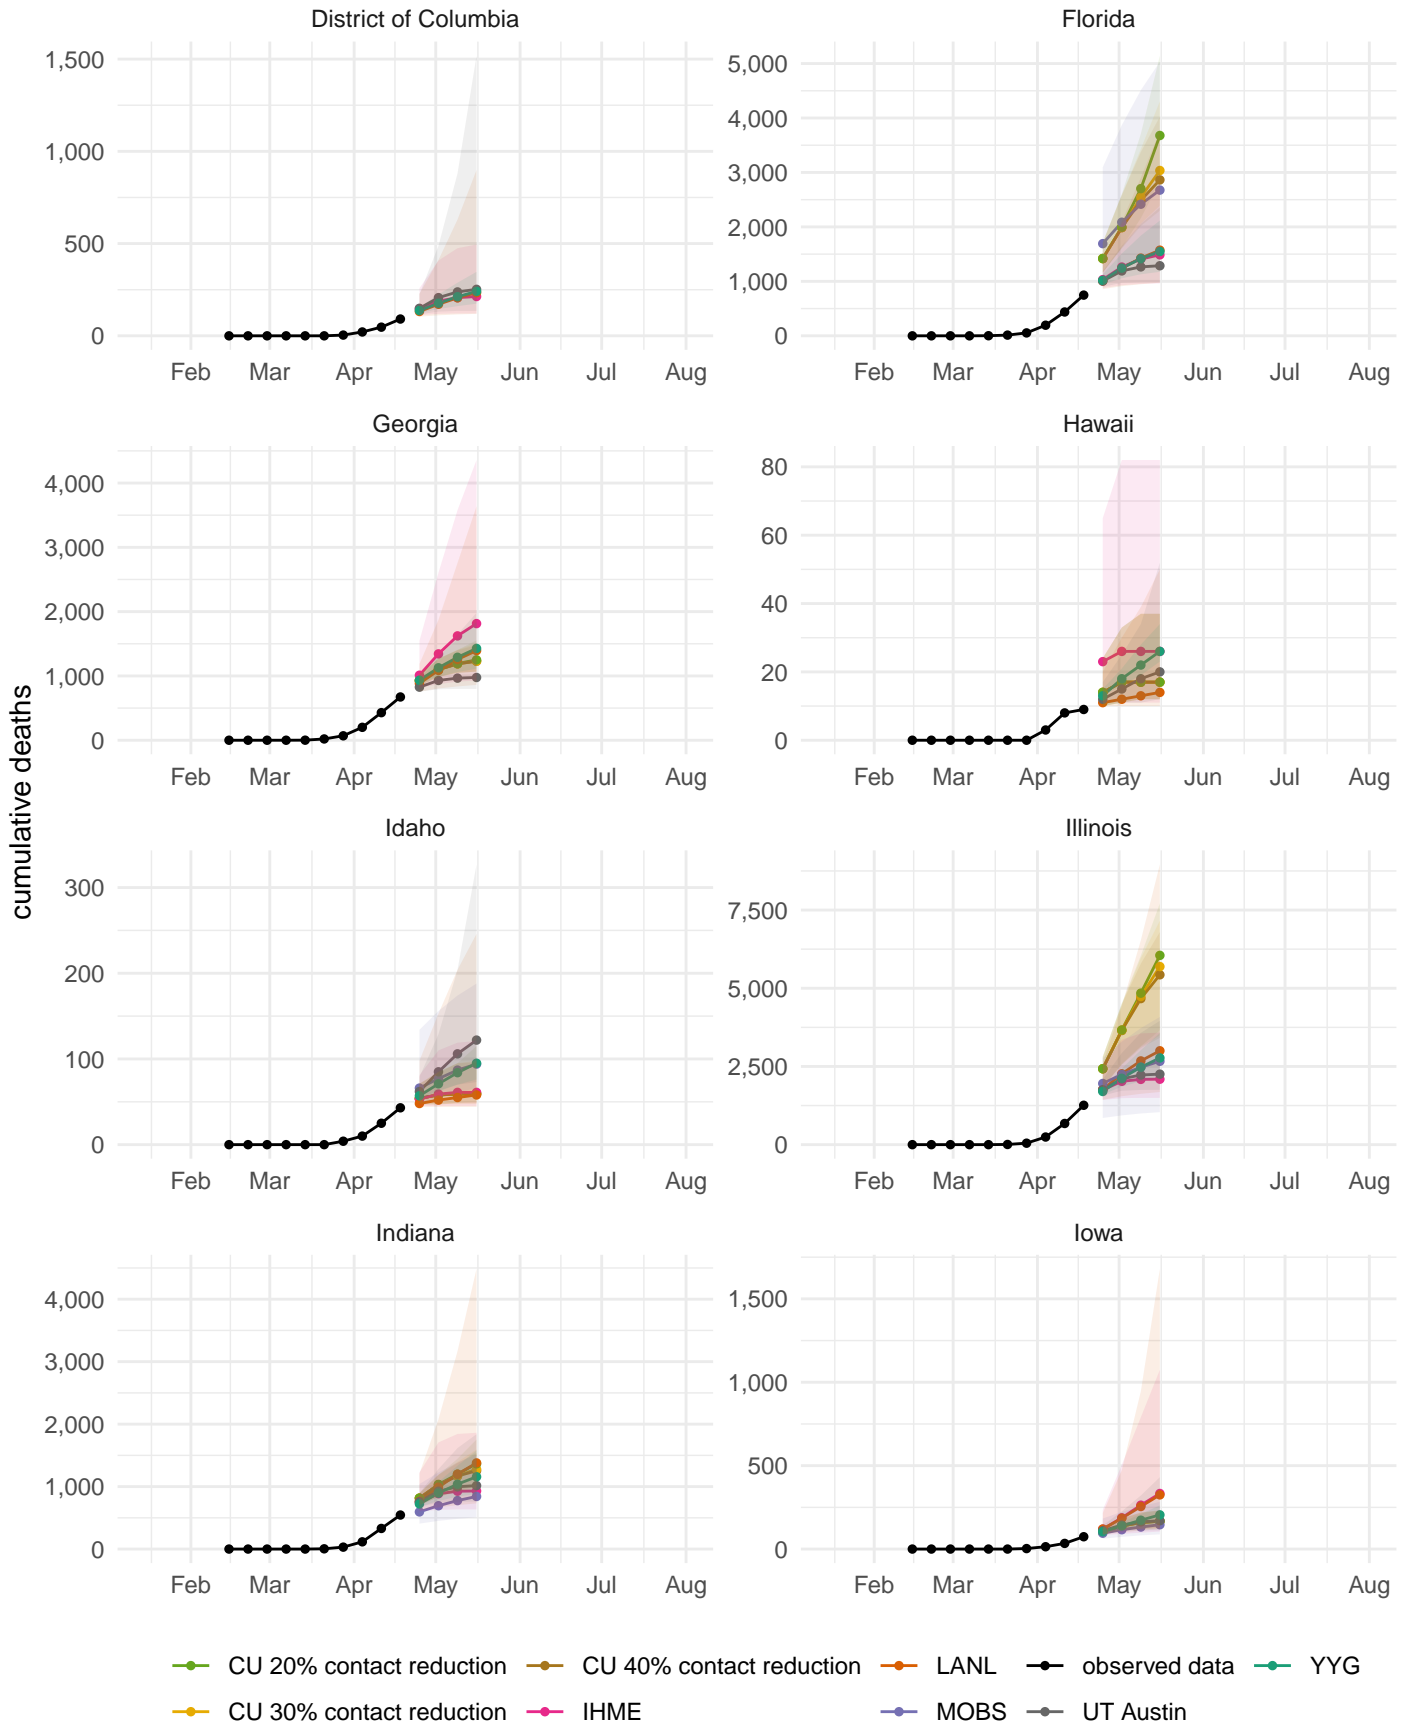 District of Columbia
Florida
1,500
1,000
500
0
5,000
4,000
3,000
2,000
1,000
0
Feb Mar Apr May Jun Jul Aug
Feb Mar Apr May Jun Jul Aug
Georgia
Hawaii
4,000
3,000
2,000
1,000
0
80
60
40
20
0
Feb Mar Apr May Jun Jul Aug
Feb Mar Apr May Jun Jul Aug
cumulative deaths
Idaho
Illinois
300
200
100
0
7,500
5,000
2,500
0
Feb Mar Apr May Jun Jul Aug
Feb Mar Apr May Jun Jul Aug
Indiana
Iowa
4,000
3,000
2,000
1,000
0
1,500
1,000
500
0
Feb Mar Apr May Jun Jul Aug
Feb Mar Apr May Jun Jul Aug
CU 20% contact reduction CU 40% contact reduction LANL observed data YYG
CU 30% contact reduction IHME MOBS UT Austin